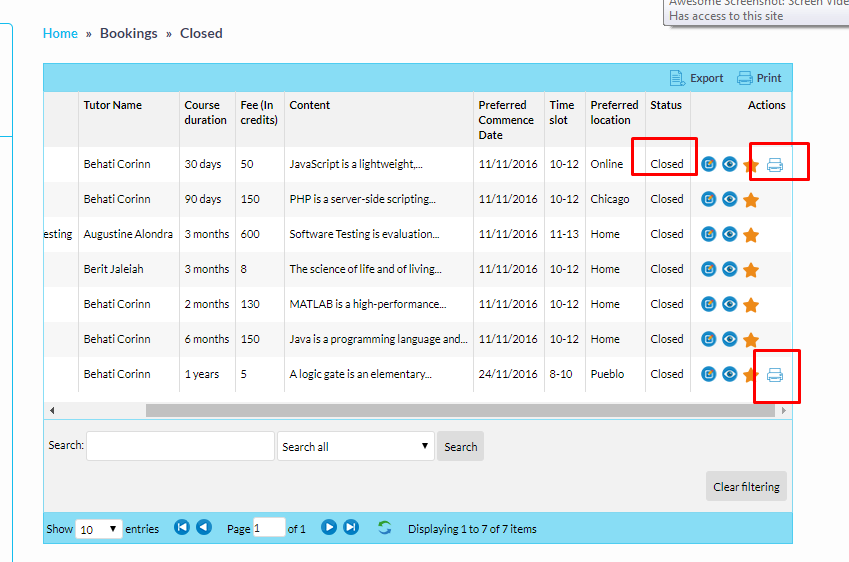 Awesome Screenshot: Screen Vide
Has access to this site
Home » Bookings » Closed
Export Print
Tutor Name Course duration Fee (In credits) Content Preferred Commence Date Time slot Preferred location Status Actions
Behati Corinn 30 days 50 JavaScript is a lightweight,... 11/11/2016 10-12 Online Closed
Behati Corinn 90 days 150 PHP is a server-side scripting... 11/11/2016 10-12 Chicago Closed
esting Augustine Alondra 3 months 600 Software Testing is evaluation... 11/11/2016 11-13 Home Closed
Berit Jaleiah 3 months 8 The science of life and of living... 11/11/2016 10-12 Home Closed
Behati Corinn 2 months 130 MATLAB is a high-performance... 11/11/2016 10-12 Home Closed
Behati Corinn 6 months 150 Java is a programming language and... 11/11/2016 10-12 Home Closed
Behati Corinn 1 years 5 A logic gate is an elementary... 24/11/2016 8-10 Pueblo Closed
Search: Search all Search
Clear filtering
Show 10 entries Page 1 of 1 Displaying 1 to 7 of 7 items